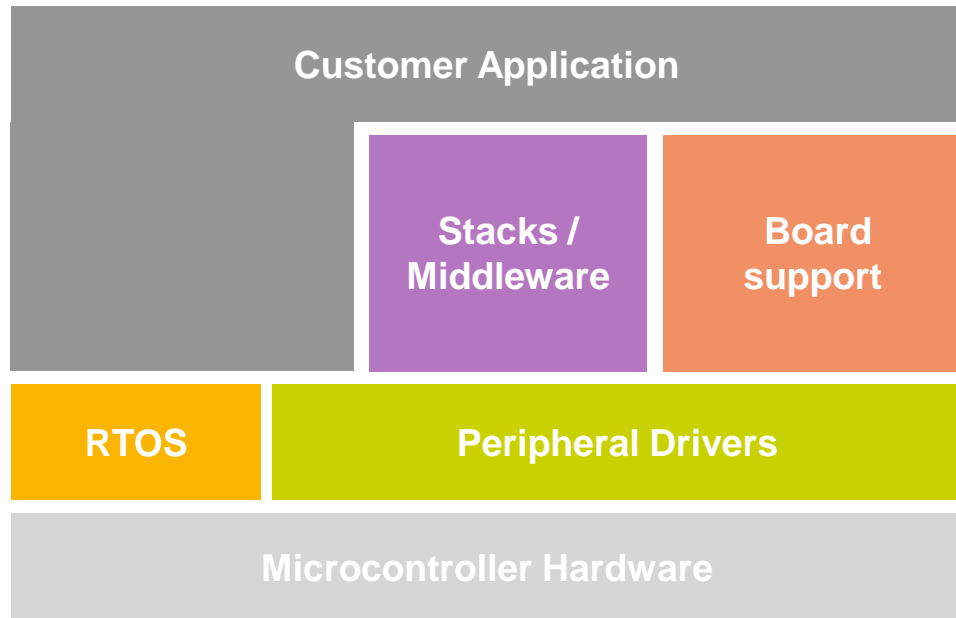 Customer Application
Stacks /
Middleware
Board
support
RTOS
Peripheral Drivers
Microcontroller Hardware